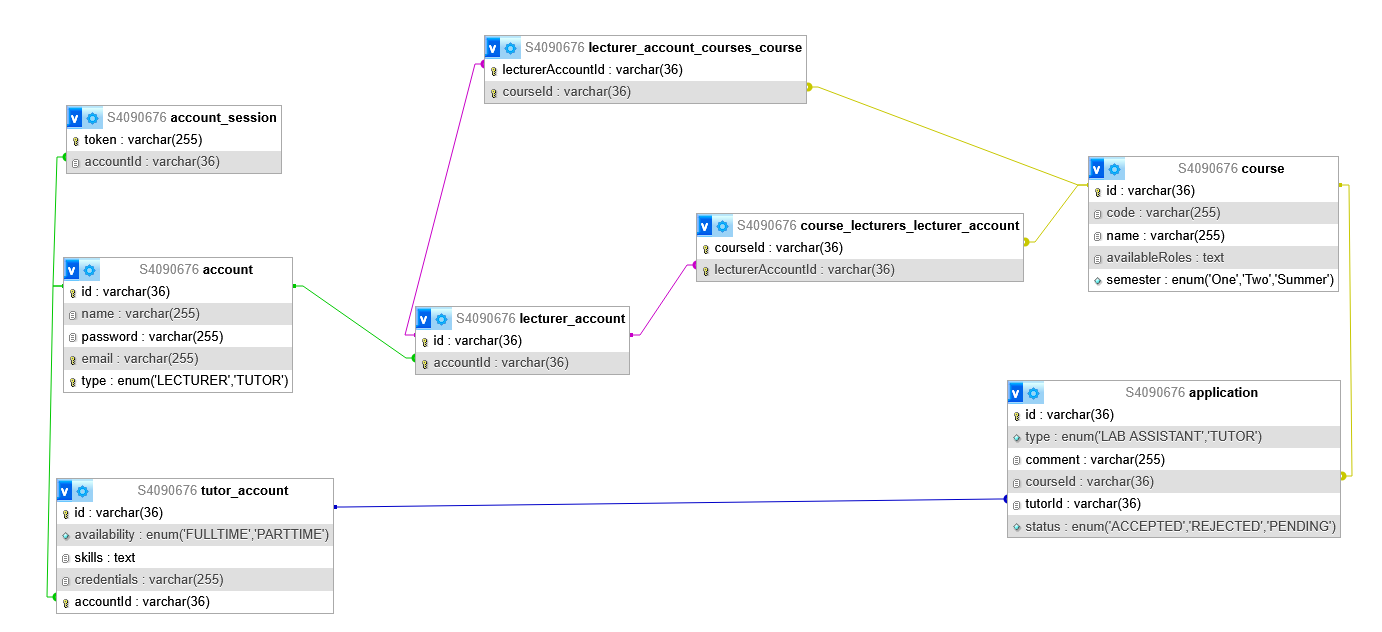 S4090676 lecturer_account_courses_course
lecturerAccountId : varchar(36)
courseId : varchar(36)
S4090676 account_session
token : varchar(255)
accountId : varchar(36)
S4090676 course
id : varchar(36)
code : varchar(255)
name : varchar(255)
availableRoles : text
semester : enum('One','Two','Summer')
S4090676 course_lecturers_lecturer_account
courseId : varchar(36)
lecturerAccountId : varchar(36)
S4090676 account
id : varchar(36)
name : varchar(255)
password : varchar(255)
email : varchar(255)
type : enum('LECTURER','TUTOR')
S4090676 lecturer_account
id : varchar(36)
accountId : varchar(36)
S4090676 application
id : varchar(36)
type : enum('LAB ASSISTANT','TUTOR')
comment : varchar(255)
courseId : varchar(36)
tutorId : varchar(36)
status : enum('ACCEPTED','REJECTED','PENDING')
S4090676 tutor_account
id : varchar(36)
availability : enum('FULLTIME','PARTTIME')
skills : text
credentials : varchar(255)
accountId : varchar(36)